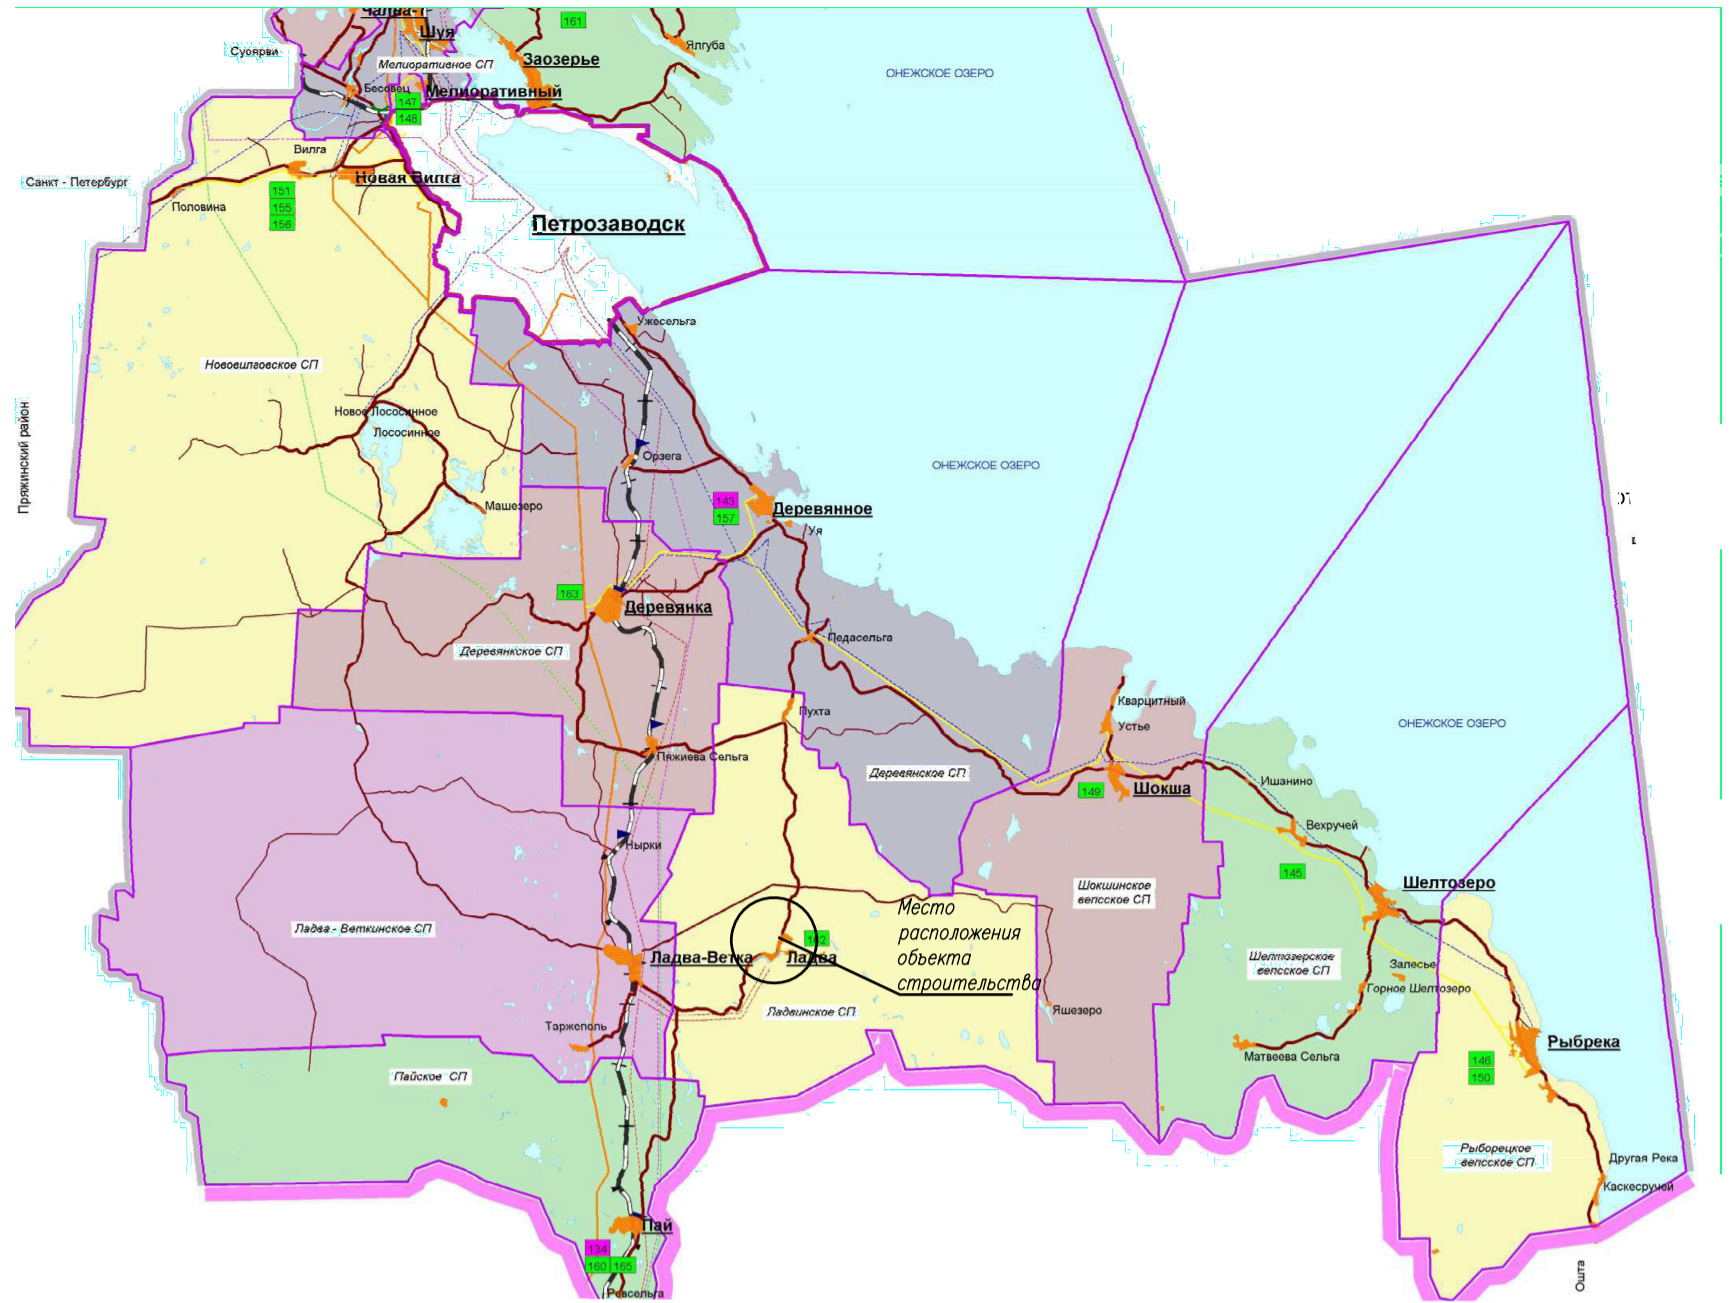 161
Шуя
Ялгуба
Суоярви
Заозерье
Мелиоративное СП
ОНЕЖСКОЕ ОЗЕРО
Бесовец
Мелиоративный
147
148
Вилга
Санкт - Петербург
Новая Вилга
151
155
156
Половина
Петрозаводск
Ужесельга
Нововилговское СП
Новое Лососинное
Лососинное
Пряжинский район
Орзега
ОНЕЖСКОЕ ОЗЕРО
Машезеро
143
157
Деревянное
Уя
163
Деревянка
Педасельга
Деревянкское СП
Кварцитный
Пухта
Устье
ОНЕЖСКОЕ ОЗЕРО
Пяжиева Сельга
Деревянское СП
Ишанино
149
Шокша
Вехручей
Нырки
145
Шокшинское
вепсское СП
Шелтозеро
Место
расположения
объекта
строительства
Ладва - Веткинское СП
162
Ладва-Ветка
Ладва
Шелтозерское
вепсское СП
Залесье
Горное Шелтозеро
Яшезеро
Ладвинское СП
Таржеполь
Матвеева Сельга
Рыбрека
146
150
Пайское СП
Рыборецкое
вепсское СП
Другая Река
Каскесручей
Пай
134
160
165
Ревсельга
Ошта